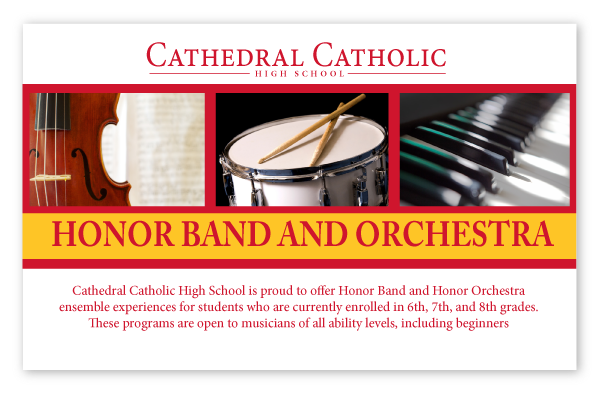 CATHEDRAL CATHOLIC
HIGH SCHOOL
HONOR BAND AND ORCHESTRA
Cathedral Catholic High School is proud to offer Honor Band and Honor Orchestra
ensemble experiences for students who are currently enrolled in 6th, 7th, and 8th grades.
These programs are open to musicians of all ability levels, including beginners